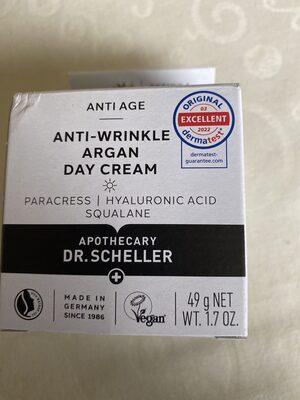 ANTI AGE
ANTI-WRINKLE
ARGAN
DAY CREAM
PARACRESS | HYALURONIC ACID
SQUALANE
ORIGINAL
03
EXCELLENT
2022
dermatest®
dermatest-
guarantee.com
APOTHECARY
DR.SCHELLER
MADE IN
GERMANY
SINCE 1986
Vegan
49 g NET
WT. 1.7 OZ.